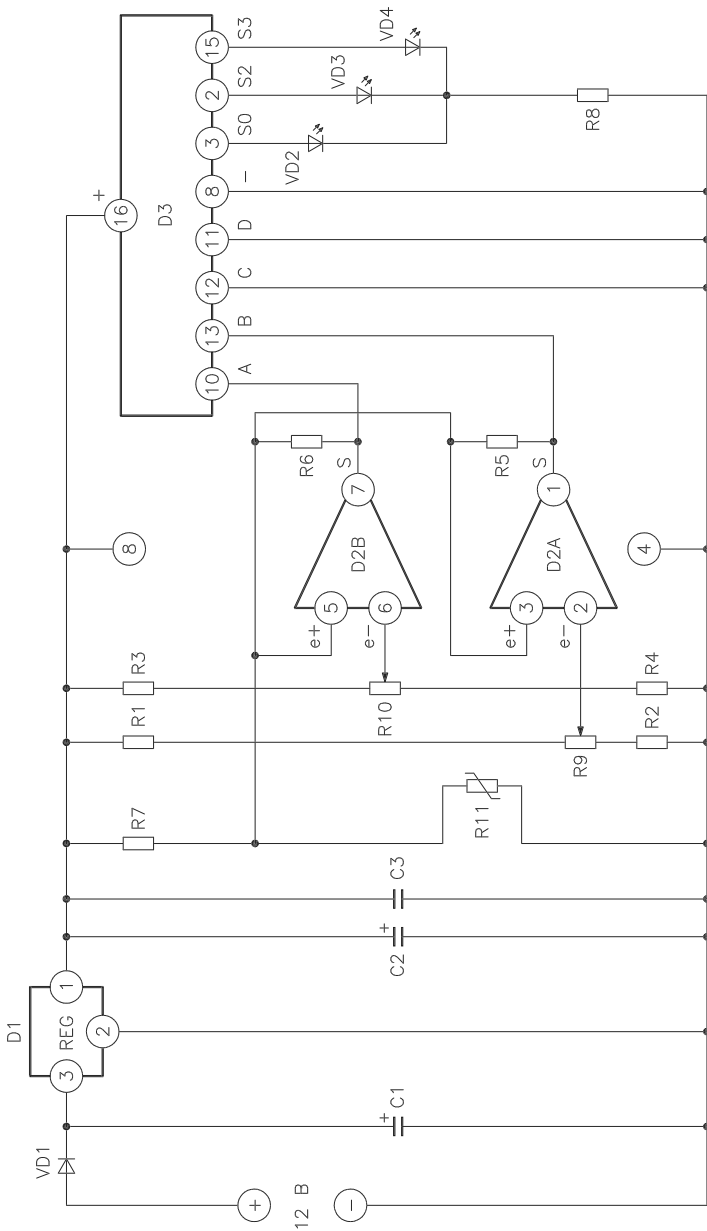 D1
REG
3
1
2
VD1
+
12 В
−
+
C1
+
C2
C3
R7
R11
R1
R3
R10
R9
R2
R4
8
4
e+
5
e−
6
D2B
7
S
R6
e+
3
e−
2
D2A
1
S
R5
16
+
D3
10
A
13
B
12
C
11
D
8
−
3
S0
2
S2
15
S3
VD2
VD3
VD4
R8